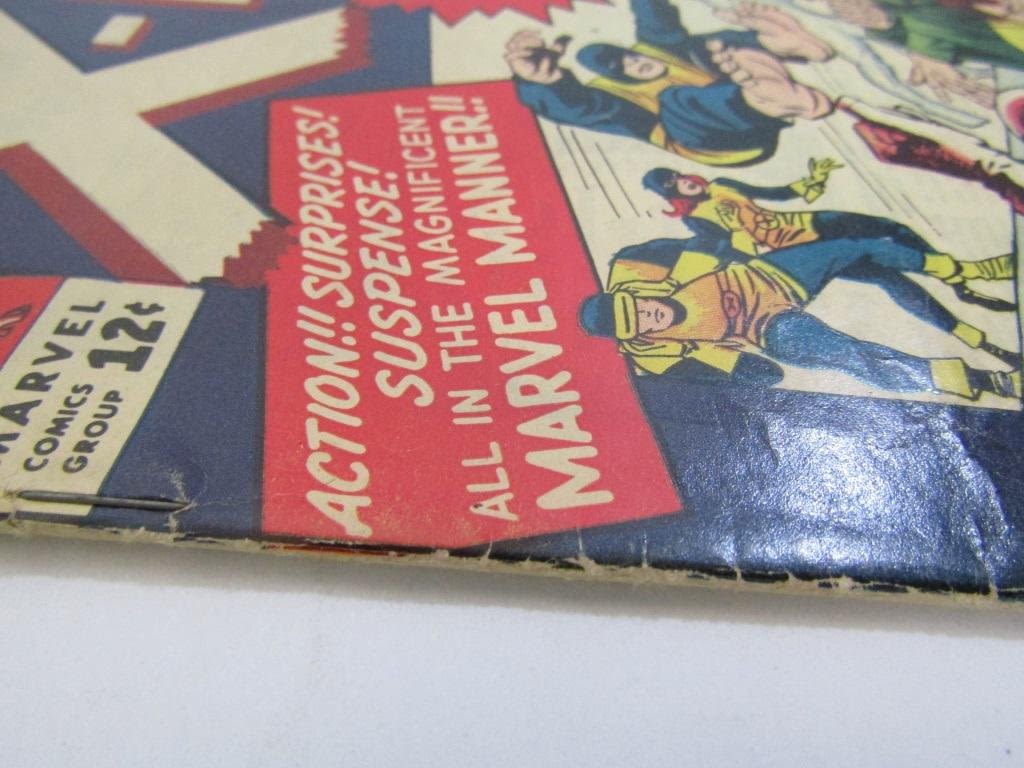 X-
MARVEL
COMICS
GROUP 12¢
ACTION!! SURPRISES!
SUSPENSE!
ALL IN THE MAGNIFICENT
MARVEL MANNER!!..